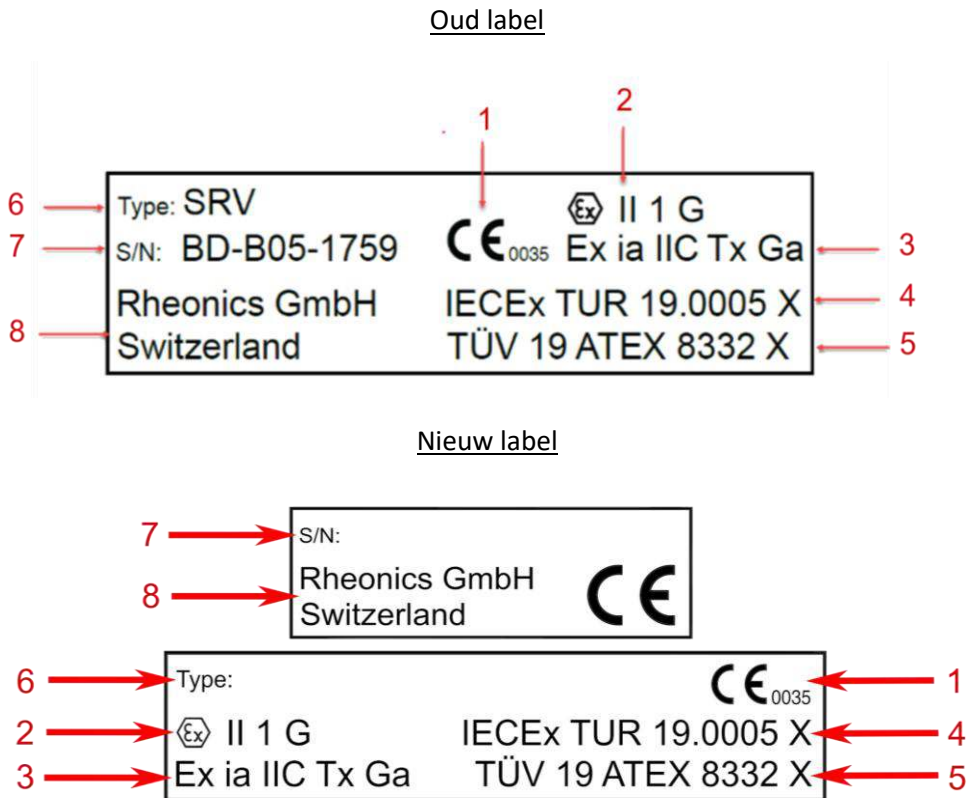 Oud label
1
2
6
Type: SRV
Ex II 1 G
7
S/N: BD-B05-1759
CE 0035
Ex ia IIC Tx Ga
3
Rheonics GmbH
IECEx TUR 19.0005 X
4
8
Switzerland
TÜV 19 ATEX 8332 X
5
Nieuw label
7
S/N:
8
Rheonics GmbH
Switzerland
CE
6
Type:
CE 0035
1
2
Ex II 1 G
IECEx TUR 19.0005 X
4
3
Ex ia IIC Tx Ga
TÜV 19 ATEX 8332 X
5